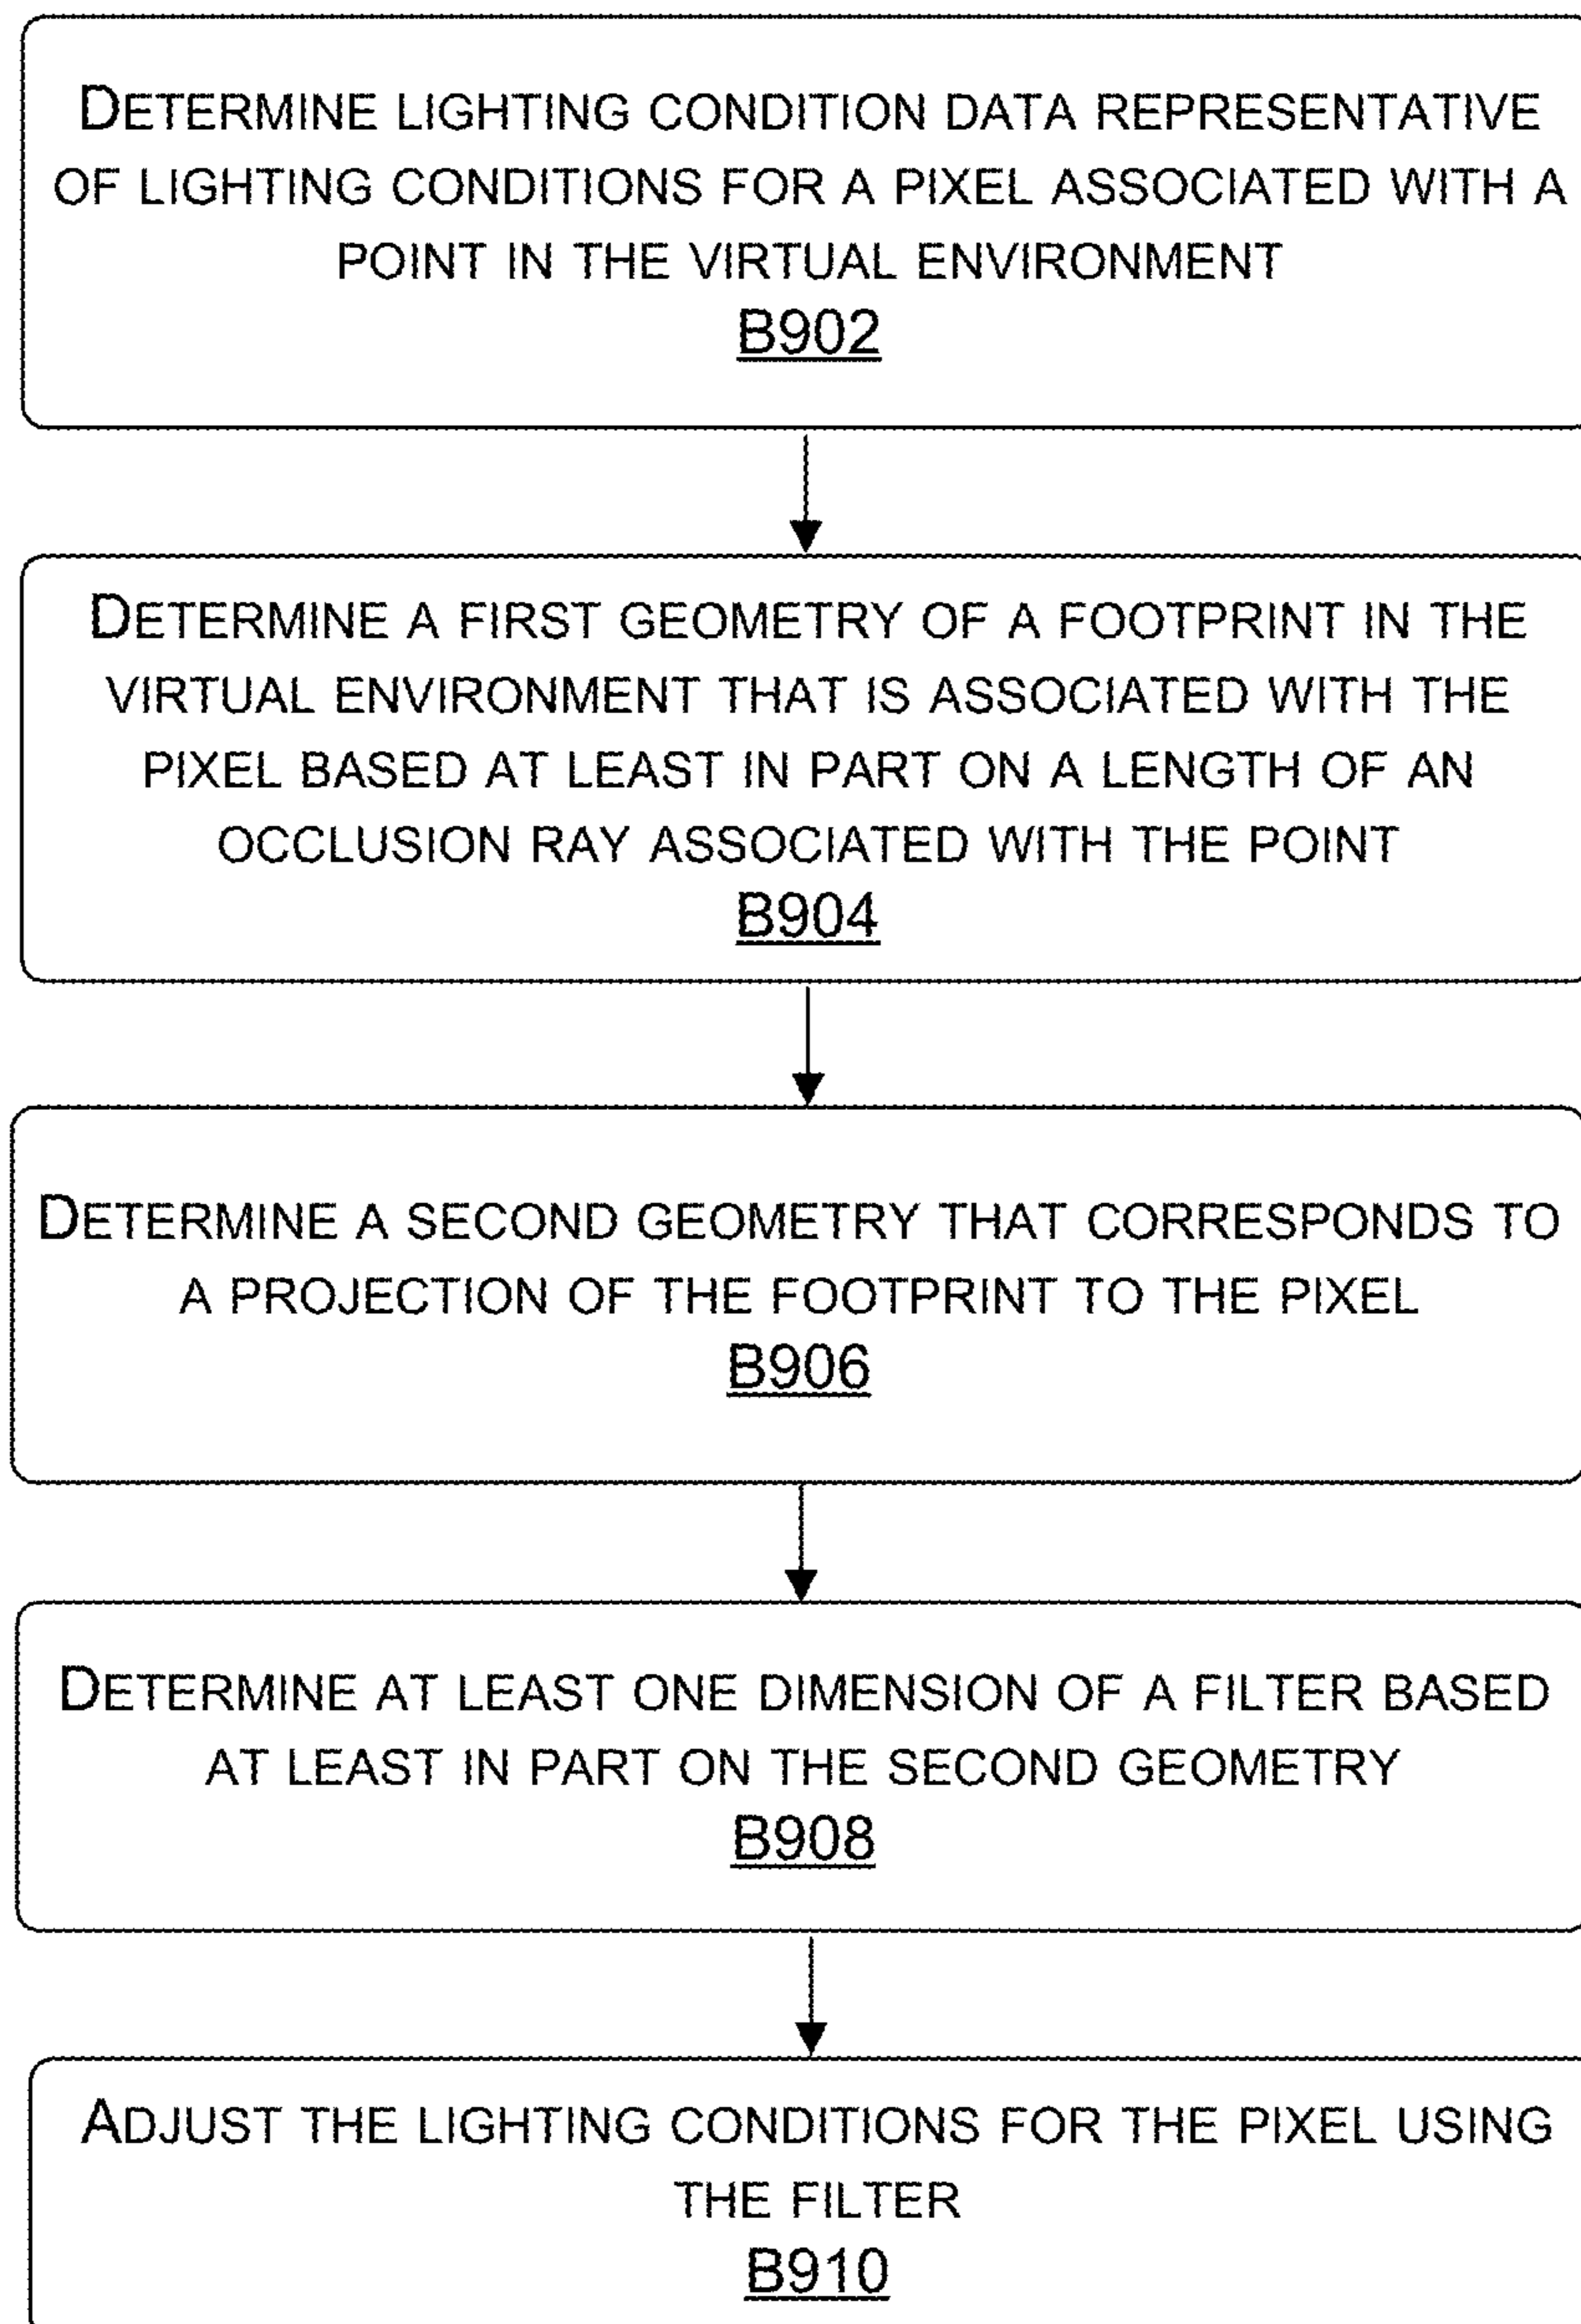 DETERMINE LIGHTING CONDITION DATA REPRESENTATIVE
OF LIGHTING CONDITIONS FOR A PIXEL ASSOCIATED WITH A
POINT IN THE VIRTUAL ENVIRONMENT
B902
DETERMINE A FIRST GEOMETRY OF A FOOTPRINT IN THE
VIRTUAL ENVIRONMENT THAT IS ASSOCIATED WITH THE
PIXEL BASED AT LEAST IN PART ON A LENGTH OF AN
OCCLUSION RAY ASSOCIATED WITH THE POINT
B904
DETERMINE A SECOND GEOMETRY THAT CORRESPONDS TO
A PROJECTION OF THE FOOTPRINT TO THE PIXEL
B906
DETERMINE AT LEAST ONE DIMENSION OF A FILTER BASED
AT LEAST IN PART ON THE SECOND GEOMETRY
B908
ADJUST THE LIGHTING CONDITIONS FOR THE PIXEL USING
THE FILTER
B910